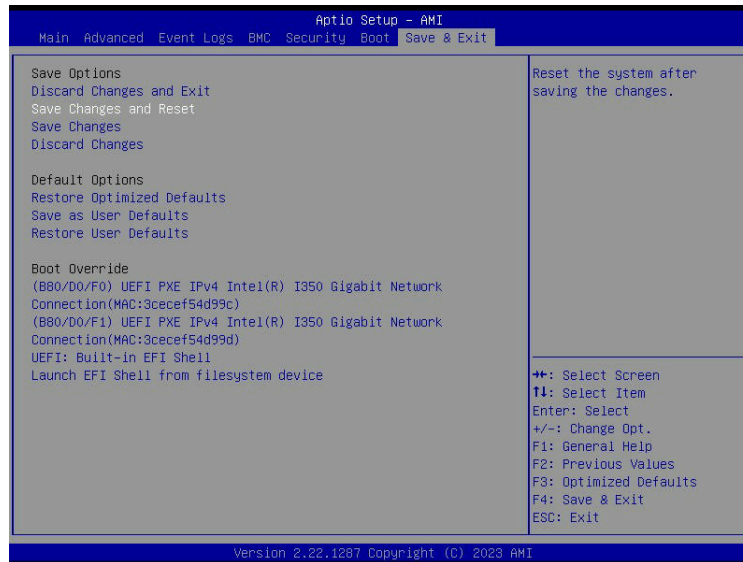 Aptio Setup – AMI
Main Advanced Event Logs BMC Security Boot Save & Exit
Save Options
Discard Changes and Exit
Save Changes and Reset
Save Changes
Discard Changes
Default Options
Restore Optimized Defaults
Save as User Defaults
Restore User Defaults
Boot Override
(B80/D0/F0) UEFI PXE IPv4 Intel(R) I350 Gigabit Network
Connection(MAC:3cecef54d99c)
(B80/D0/F1) UEFI PXE IPv4 Intel(R) I350 Gigabit Network
Connection(MAC:3cecef54d99d)
UEFI: Built-in EFI Shell
Launch EFI Shell from filesystem device
Reset the system after
saving the changes.
→←: Select Screen
↑↓: Select Item
Enter: Select
+/-: Change Opt.
F1: General Help
F2: Previous Values
F3: Optimized Defaults
F4: Save & Exit
ESC: Exit
Version 2.22.1287 Copyright (C) 2023 AMI